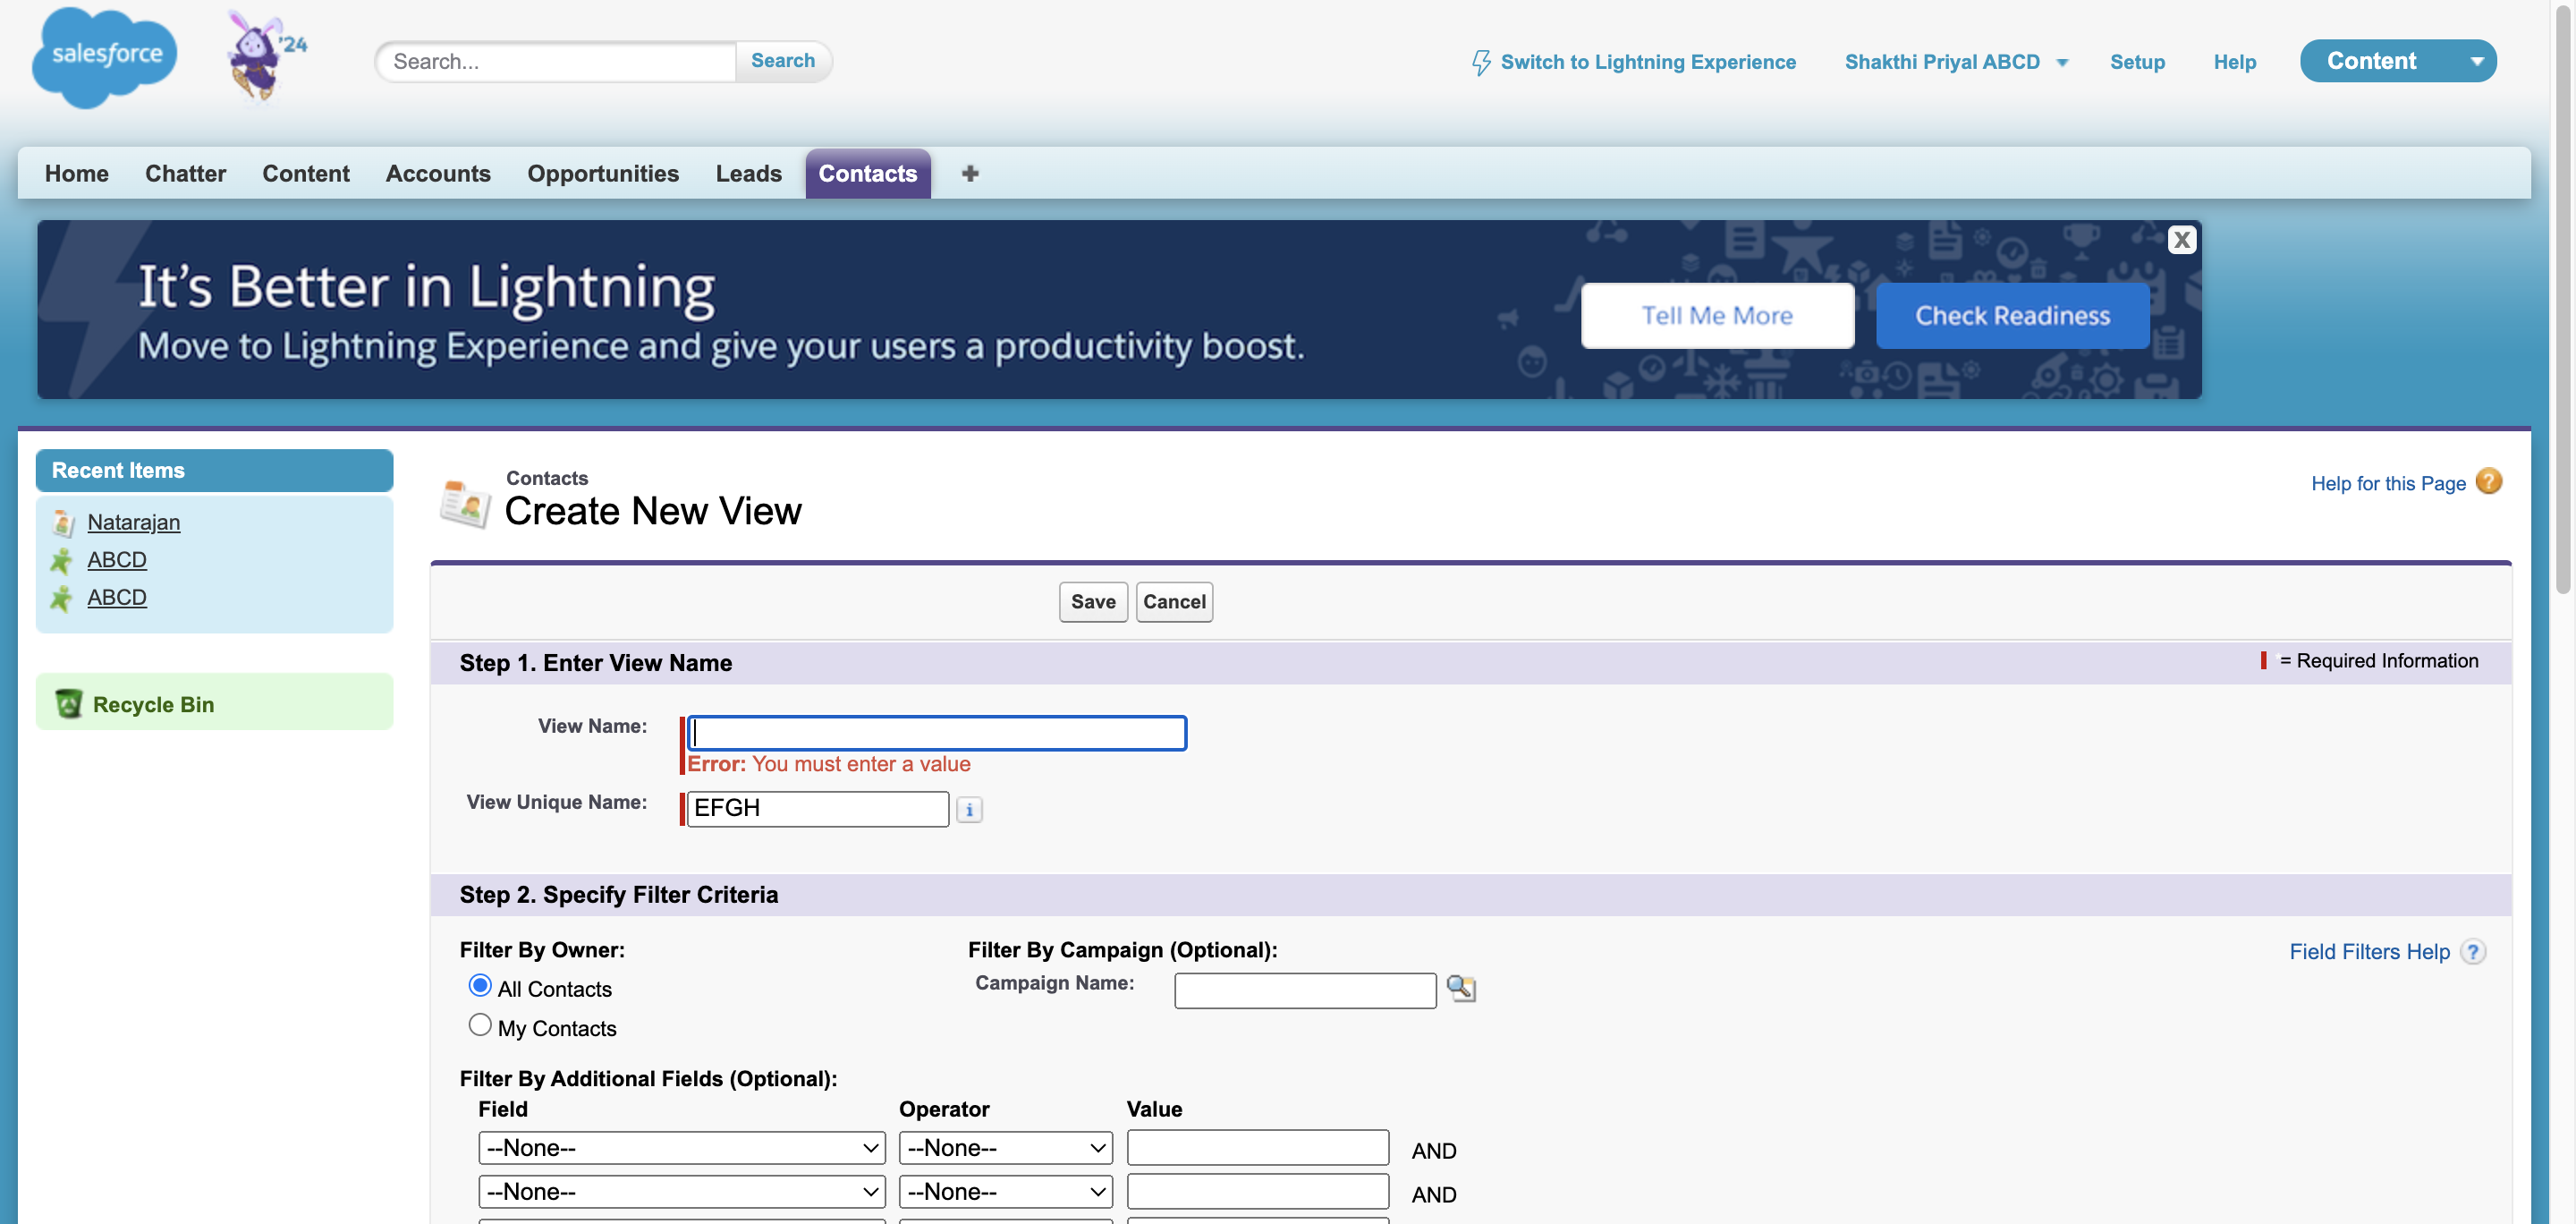 salesforce
'24
Search...
Search
Switch to Lightning Experience
Shakthi Priyal ABCD
Setup
Help
Content
Home
Chatter
Content
Accounts
Opportunities
Leads
Contacts
+
It's Better in Lightning
Move to Lightning Experience and give your users a productivity boost.
Tell Me More
Check Readiness
X
Recent Items
Natarajan
ABCD
ABCD
Recycle Bin
Contacts
Create New View
Help for this Page ?
Save
Cancel
Step 1. Enter View Name
= Required Information
View Name:
Error: You must enter a value
View Unique Name:
EFGH
i
Step 2. Specify Filter Criteria
Filter By Owner:
All Contacts
My Contacts
Filter By Campaign (Optional):
Campaign Name:
Field Filters Help ?
Filter By Additional Fields (Optional):
Field Operator Value
--None-- --None-- AND
--None-- --None-- AND